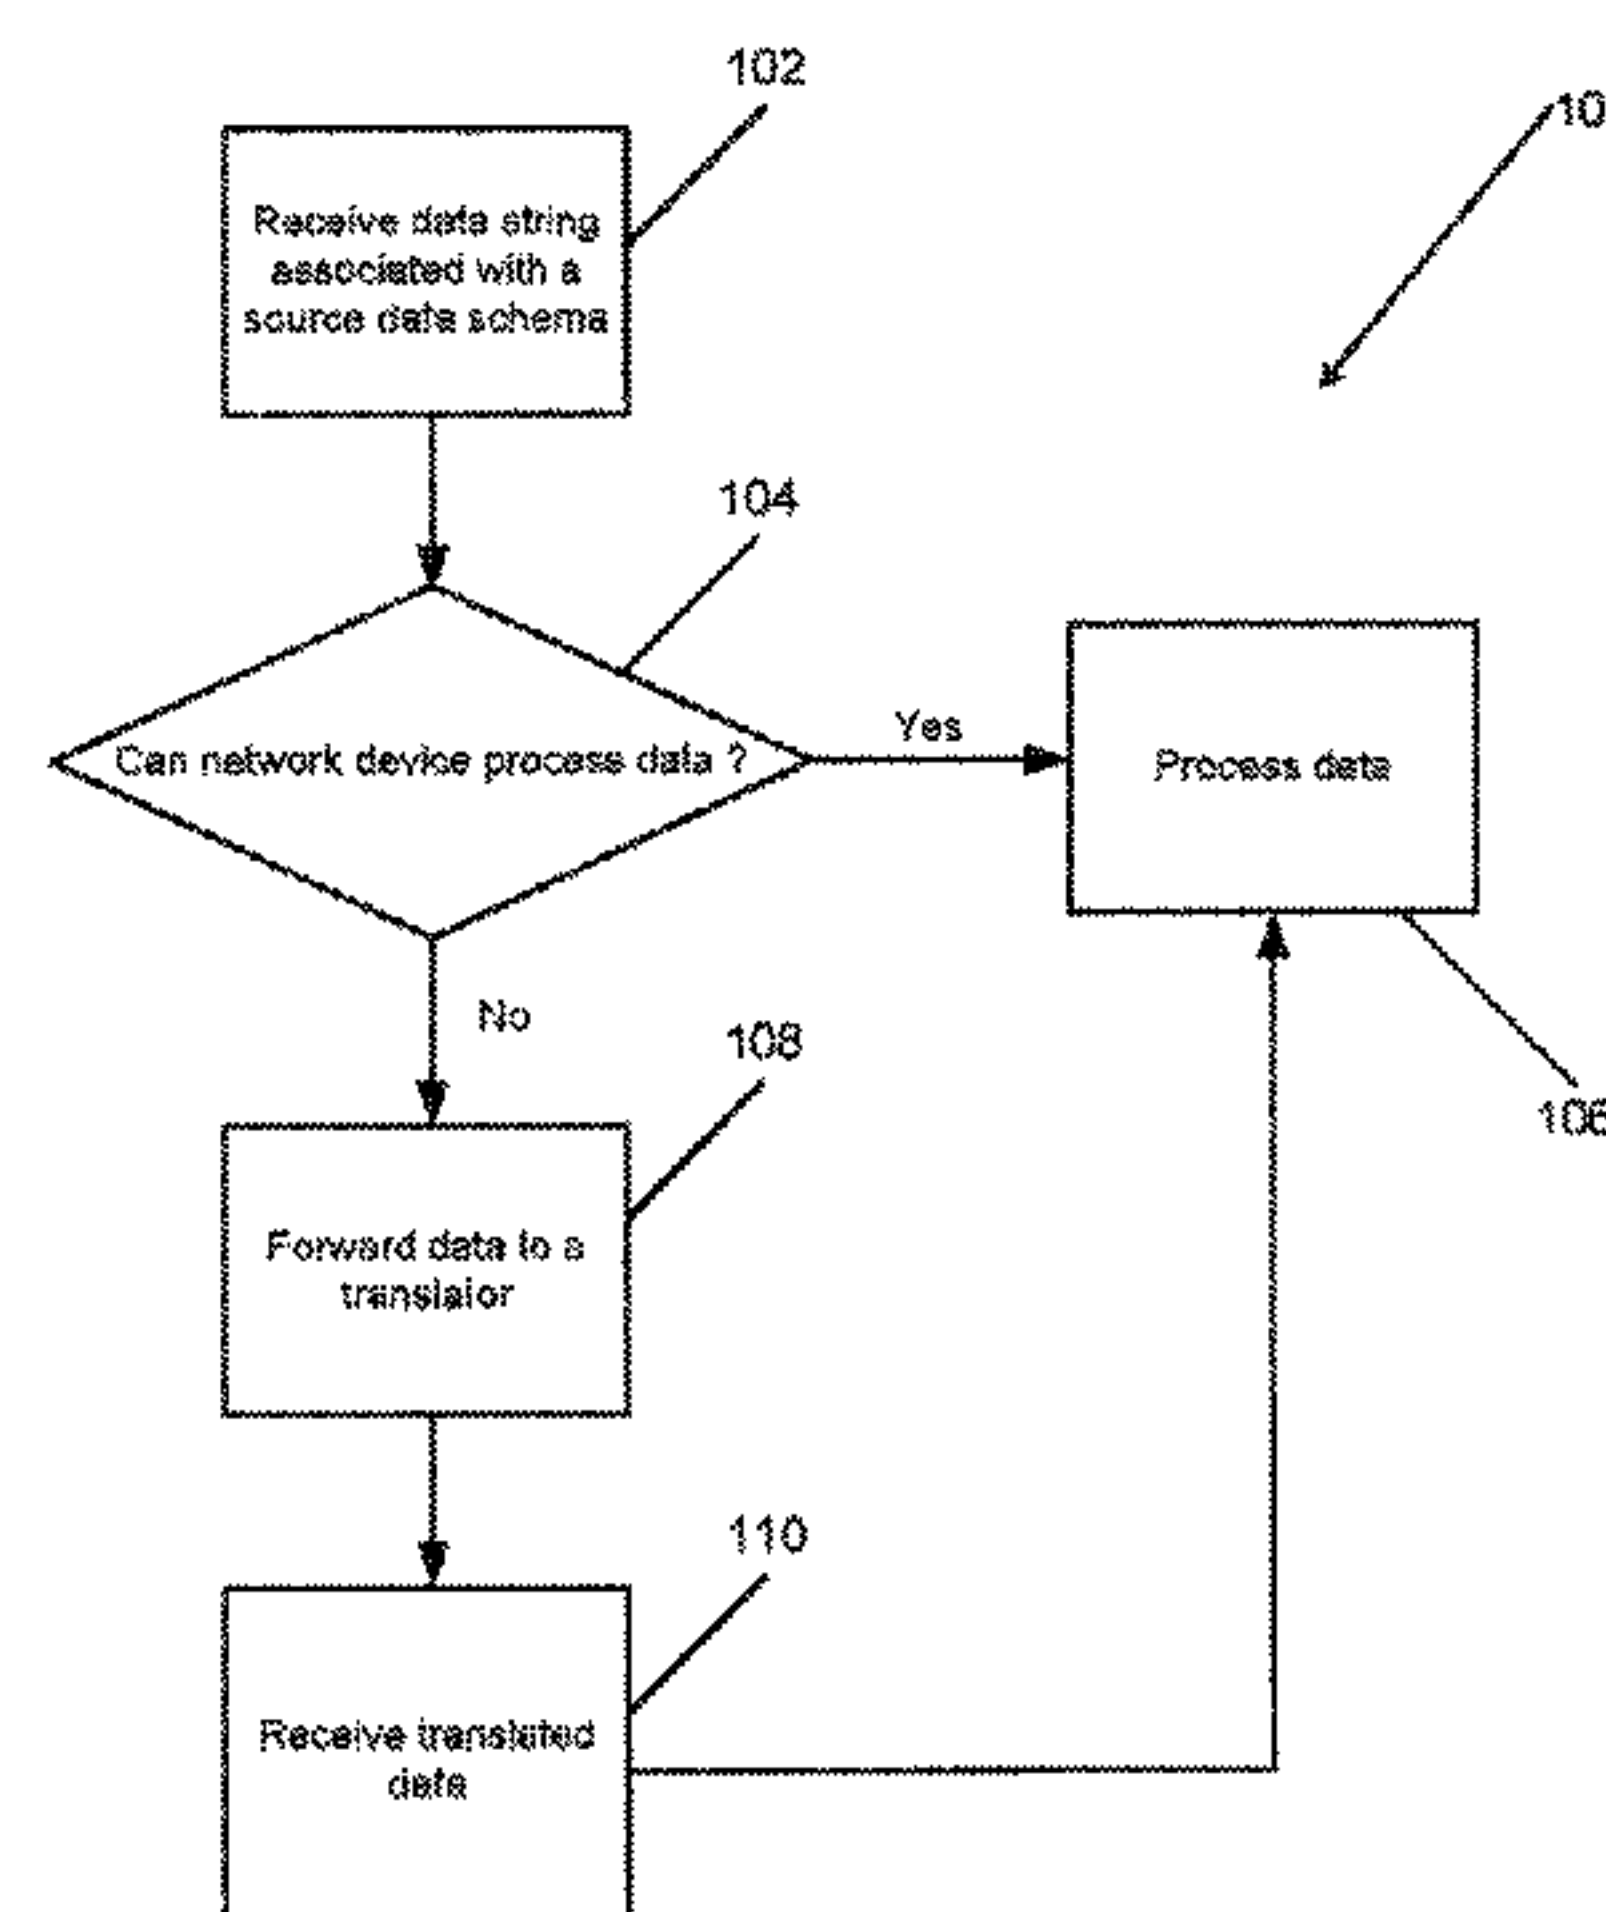 102
10
Receive data string
associated with a
source data schema
104
Can network device process data ?
Yes
Process data
No
108
106
Forward data to a
translator
110
Receive translated
data